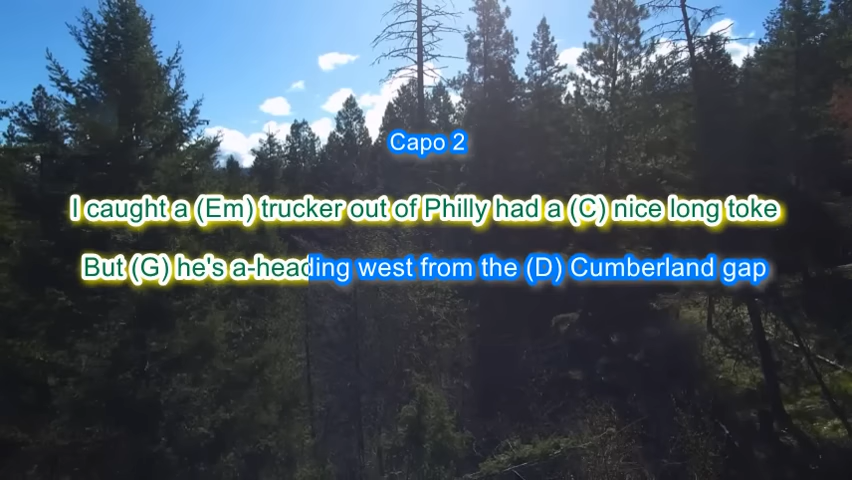 Capo 2
I caught a (Em) trucker out of Philly had a (C) nice long toke
But (G) he's a-heading west from the (D) Cumberland gap